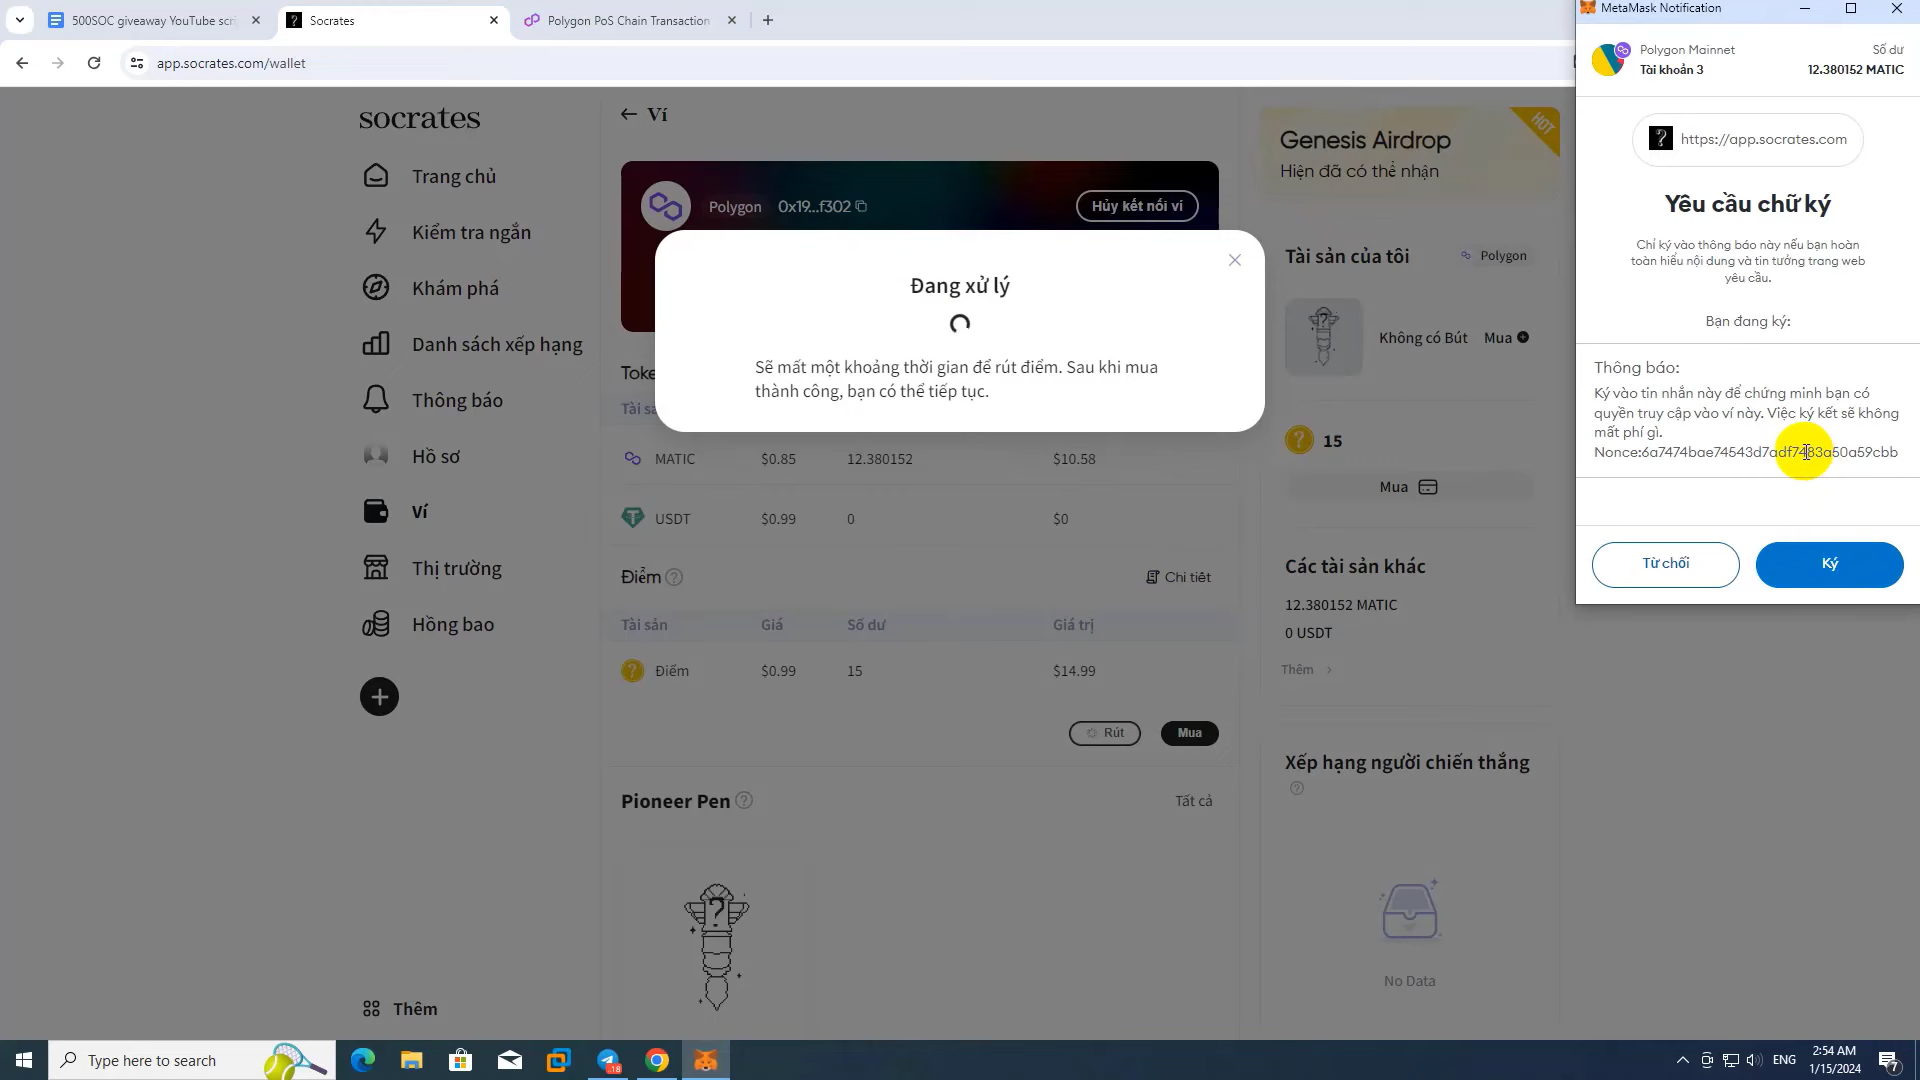 500SOC giveaway YouTube scri
Socrates
Polygon PoS Chain Transaction
app.socrates.com/wallet
socrates
Trang chủ
Kiểm tra ngắn
Khám phá
Danh sách xếp hạng
Thông báo
Hồ sơ
Ví
Thị trường
Hồng bao
Thêm
Ví
Polygon 0x19...f302
Hủy kết nối ví
Đang xử lý
Sẽ mất một khoảng thời gian để rút điểm. Sau khi mua
thành công, bạn có thể tiếp tục.
Toke
Tài sả
MATIC $0.85 12.380152 $10.58
USDT $0.99 0 $0
Điểm Chi tiết
Tài sản Giá Số dư Giá trị
Điểm $0.99 15 $14.99
Rút Mua
Pioneer Pen Tất cả
Genesis Airdrop
HOT
Hiện đã có thể nhận
Tài sản của tôi Polygon
Không có Bút Mua
15
Mua
Các tài sản khác
12.380152 MATIC
0 USDT
Thêm
Xếp hạng người chiến thắng
No Data
MetaMask Notification
Polygon Mainnet Số dư
Tài khoản 3 12.380152 MATIC
https://app.socrates.com
Yêu cầu chữ ký
Chỉ ký vào thông báo này nếu bạn hoàn
toàn hiểu nội dung và tin tưởng trang web
yêu cầu.
Bạn đang ký:
Thông báo:
Ký vào tin nhắn này để chứng minh bạn có
quyền truy cập vào ví này. Việc ký kết sẽ không
mất phí gì.
Nonce:6a7474bae74543d7adf7483a50a59cbb
Từ chối Ký
Type here to search
18
ENG
2:54 AM
1/15/2024
7